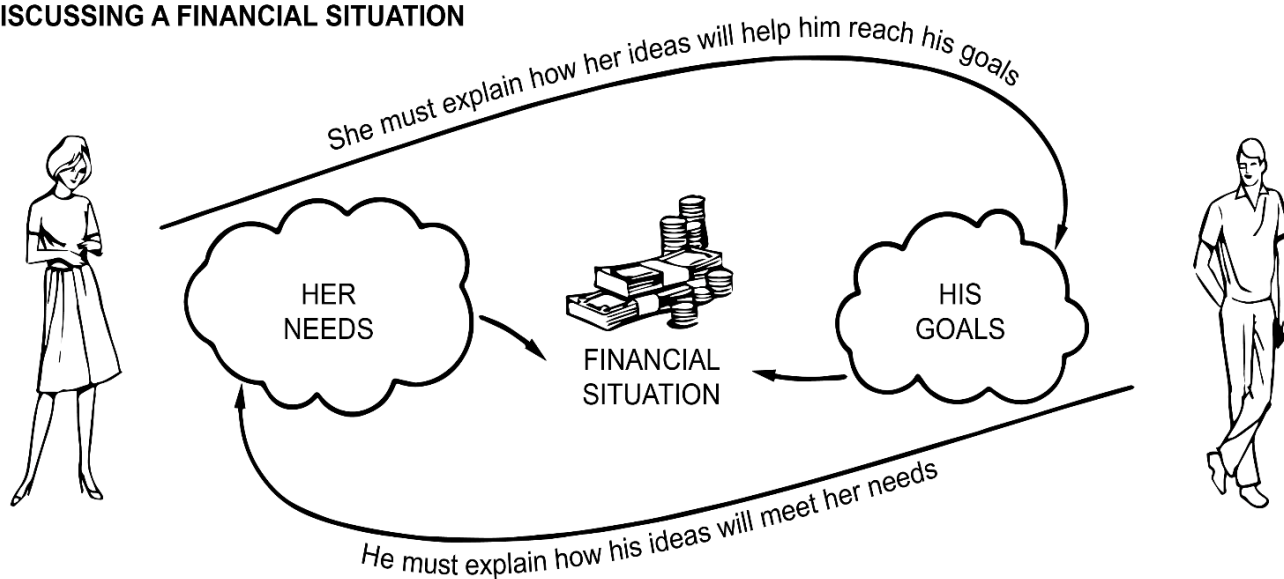 ISCUSSING A FINANCIAL SITUATION
She must explain how her ideas will help him reach his goals
HER
NEEDS
FINANCIAL
SITUATION
HIS
GOALS
He must explain how his ideas will meet her needs